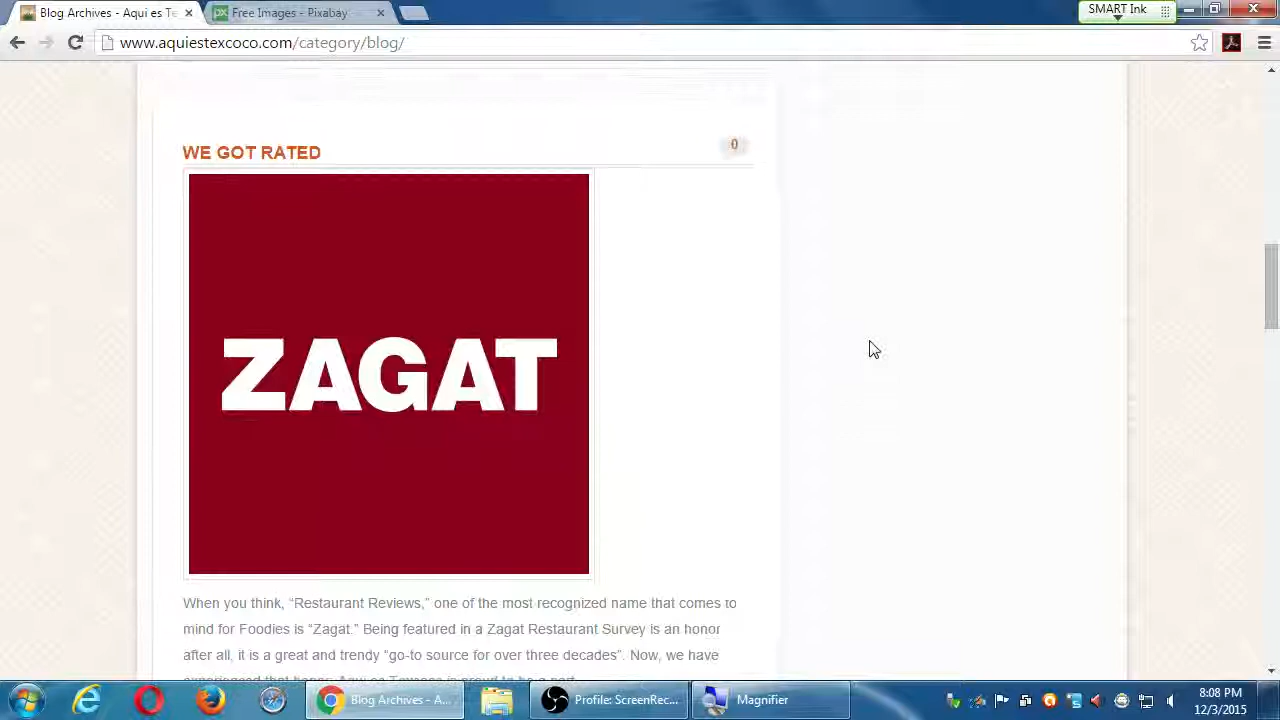 Blog Archives - Aqui es Te
Free Images - Pixabay
SMART Ink
www.aquiestexcoco.com/category/blog/
WE GOT RATED
0
ZAGAT
When you think, “Restaurant Reviews,” one of the most recognized name that comes to
mind for Foodies is “Zagat.” Being featured in a Zagat Restaurant Survey is an honor
after all, it is a great and trendy “go-to source for over three decades”. Now, we have
Blog Archives - A...
Profile: ScreenRec...
Magnifier
8:08 PM
12/3/2015